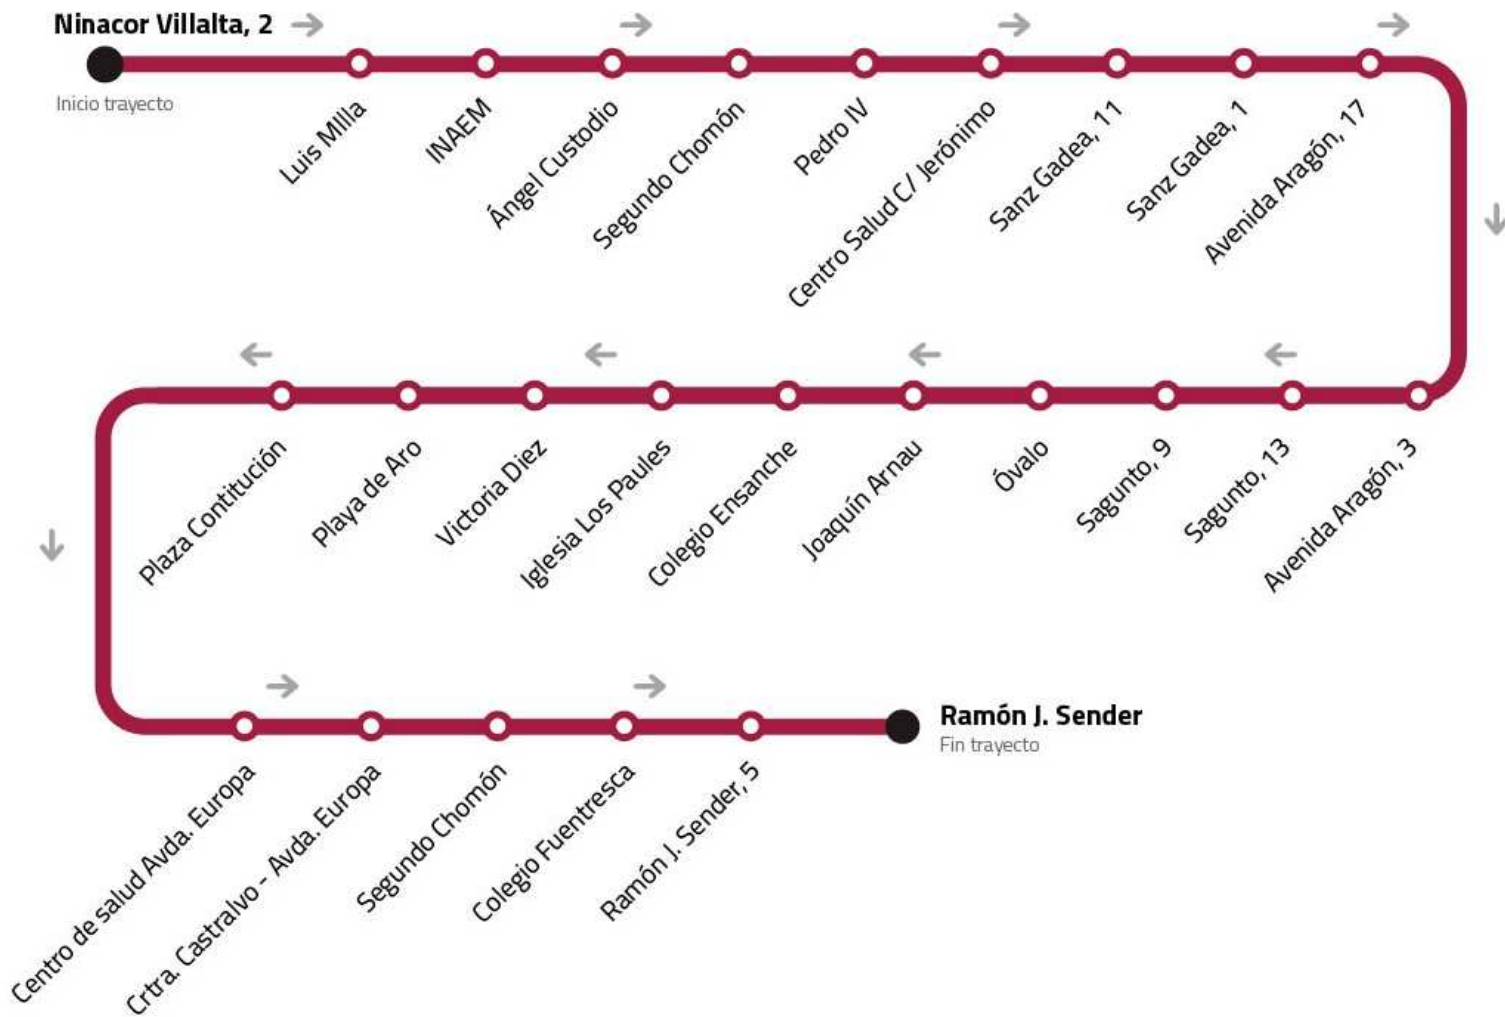 Ninacor Villalta, 2
Inicio trayecto
Luis MIlla
INAEM
Ángel Custodio
Segundo Chomón
Pedro IV
Centro Salud C/ Jerónimo
Sanz Gadea, 11
Sanz Gadea, 1
Avenida Aragón, 17
Plaza Contitución
Playa de Aro
Victoria Diez
Iglesia Los Paules
Colegio Ensanche
Joaquín Arnau
Óvalo
Sagunto, 9
Sagunto, 13
Avenida Aragón, 3
Centro de salud Avda. Europa
Crtra. Castralvo - Avda. Europa
Segundo Chomón
Colegio Fuentresca
Ramón J. Sender, 5
Ramón J. Sender
Fin trayecto